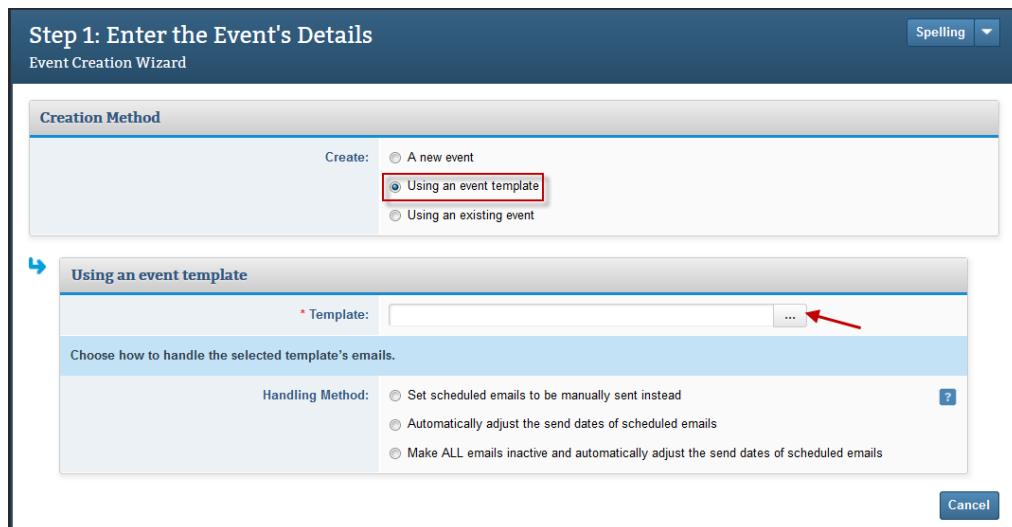 Step 1: Enter the Event's Details
Spelling
Event Creation Wizard
Creation Method
Create:
A new event
Using an event template
Using an existing event
Using an event template
* Template:
...
Choose how to handle the selected template's emails.
Handling Method:
Set scheduled emails to be manually sent instead
?
Automatically adjust the send dates of scheduled emails
Make ALL emails inactive and automatically adjust the send dates of scheduled emails
Cancel